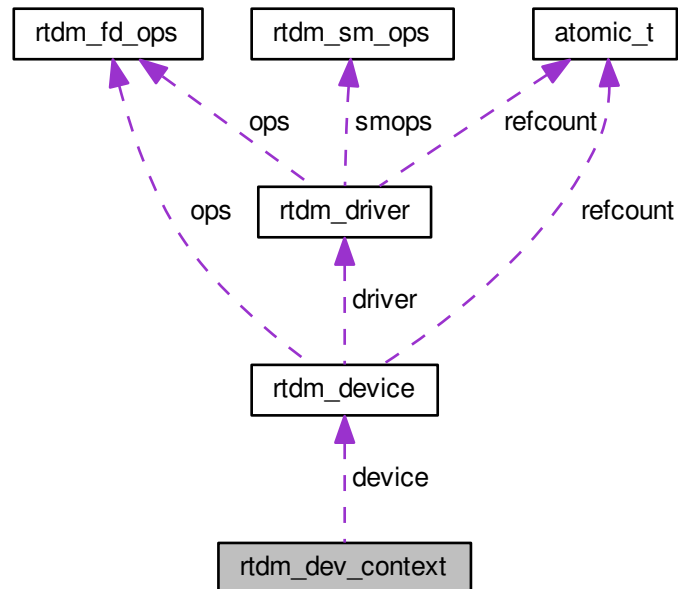 rtdm_fd_ops rtdm_sm_ops atomic_t
ops smops refcount
rtdm_driver
ops refcount
driver
rtdm_device
device
rtdm_dev_context